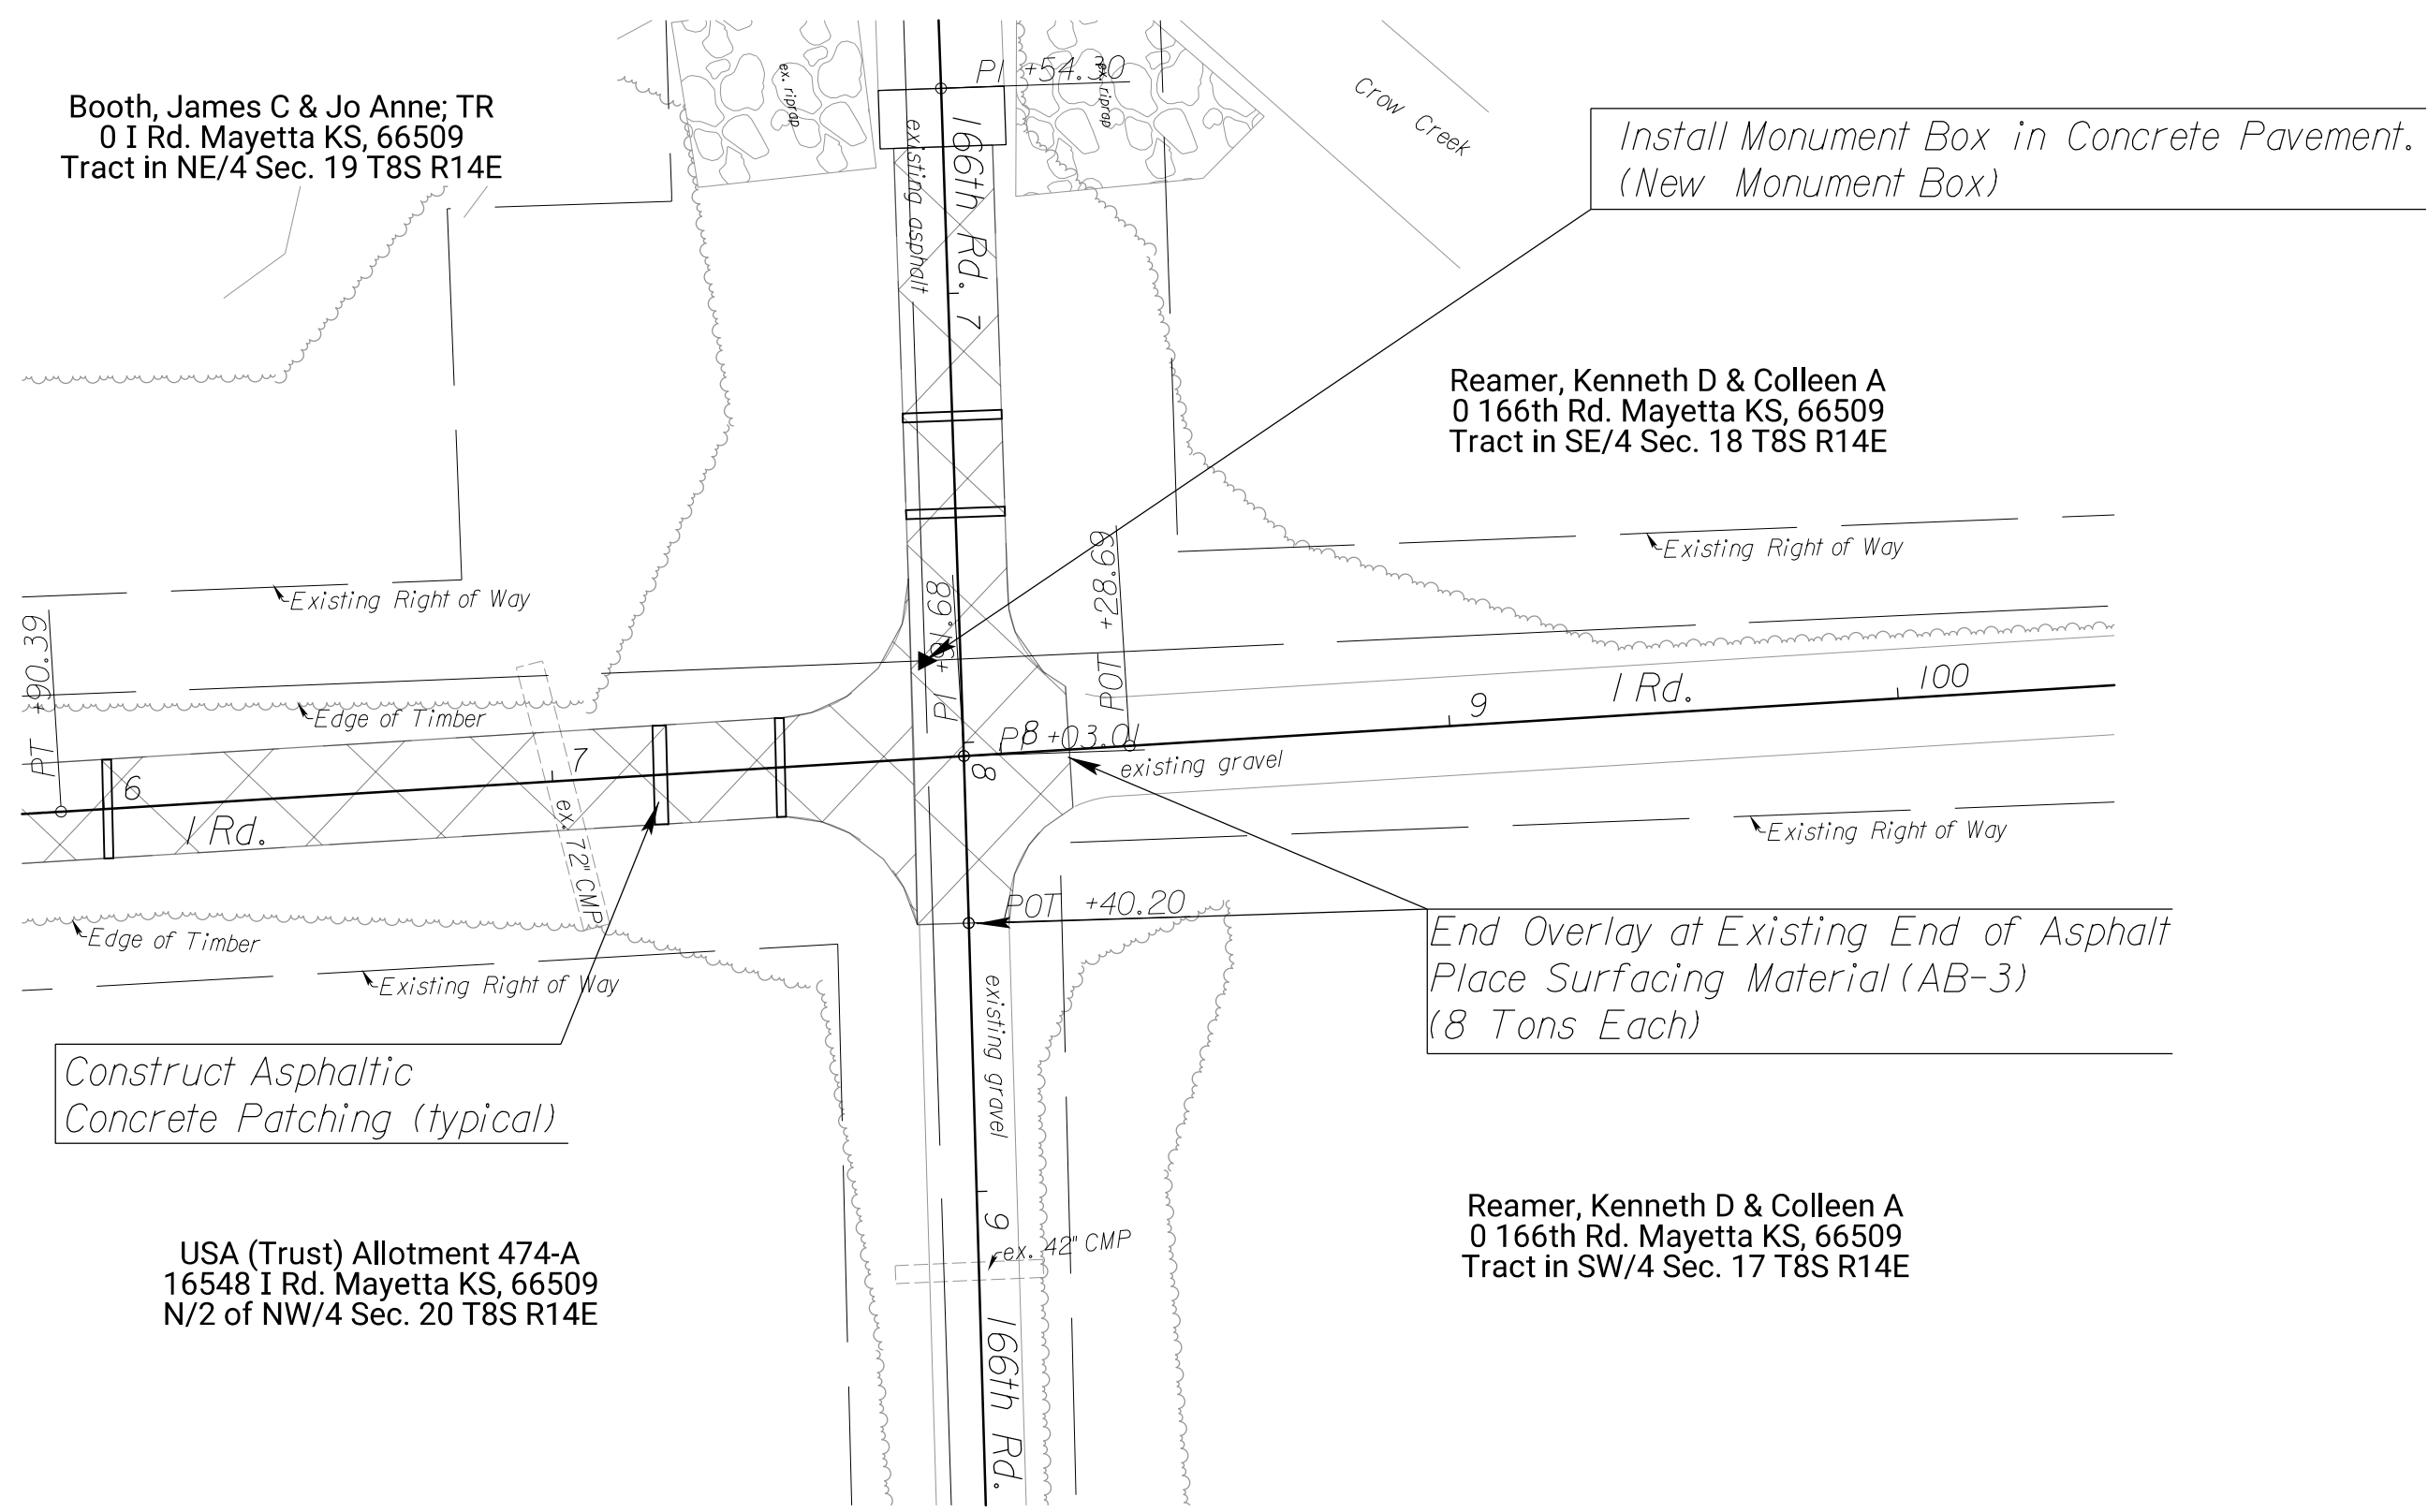 PI +54.30
ex. riprap
ex. riprap
Crow Creek
Booth, James C & Jo Anne; TR
0 I Rd. Mayetta KS, 66509
Tract in NE/4 Sec. 19 T8S R14E
Install Monument Box in Concrete Pavement.
(New Monument Box)
existing asphalt
166th Rd., 7
Reamer, Kenneth D & Colleen A
0 166th Rd. Mayetta KS, 66509
Tract in SE/4 Sec. 18 T8S R14E
Existing Right of Way
Existing Right of Way
PT +90.39
POT +28.69
Edge of Timber
I Rd.
100
9
7
8
PI +03.01
8
existing gravel
6
I Rd.
ex. 72" CMP
Existing Right of Way
POT +40.20
End Overlay at Existing End of Asphalt
Place Surfacing Material (AB-3)
(8 Tons Each)
Edge of Timber
Existing Right of Way
existing gravel
Construct Asphaltic
Concrete Patching (typical)
9
ex. 42" CMP
Reamer, Kenneth D & Colleen A
0 166th Rd. Mayetta KS, 66509
Tract in SW/4 Sec. 17 T8S R14E
USA (Trust) Allotment 474-A
16548 I Rd. Mayetta KS, 66509
N/2 of NW/4 Sec. 20 T8S R14E
166th Rd.